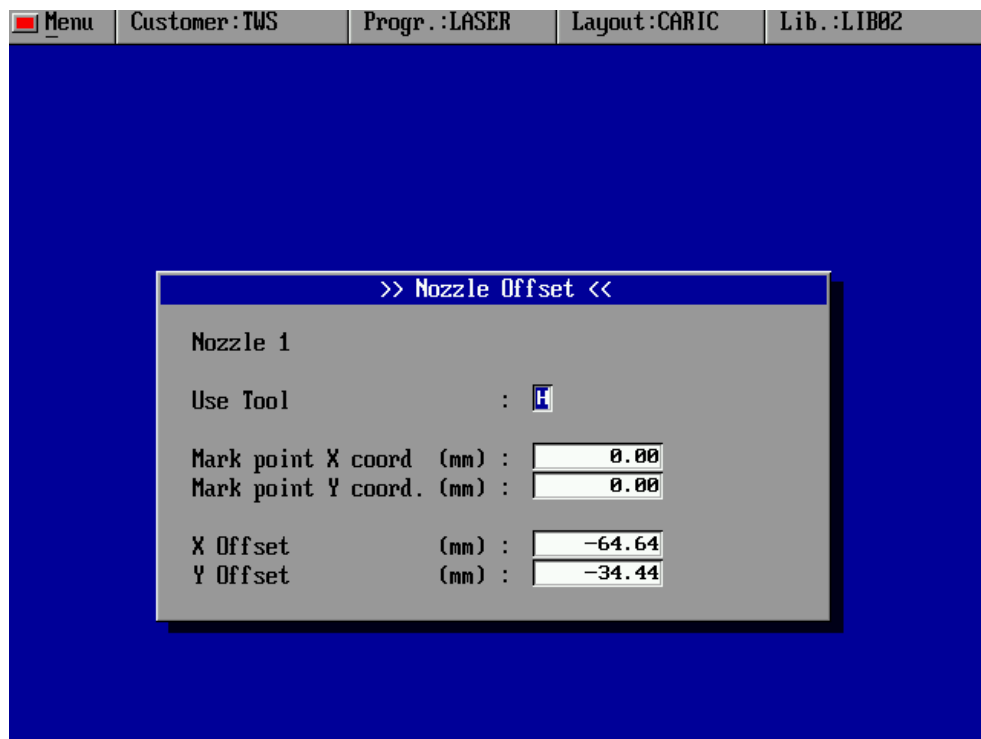 Menu Customer:TWS Progr.:LASER Layout:CARIC Lib.:LIB02
>> Nozzle Offset <<
Nozzle 1
Use Tool : H
Mark point X coord (mm) : 0.00
Mark point Y coord. (mm) : 0.00
X Offset (mm) : -64.64
Y Offset (mm) : -34.44